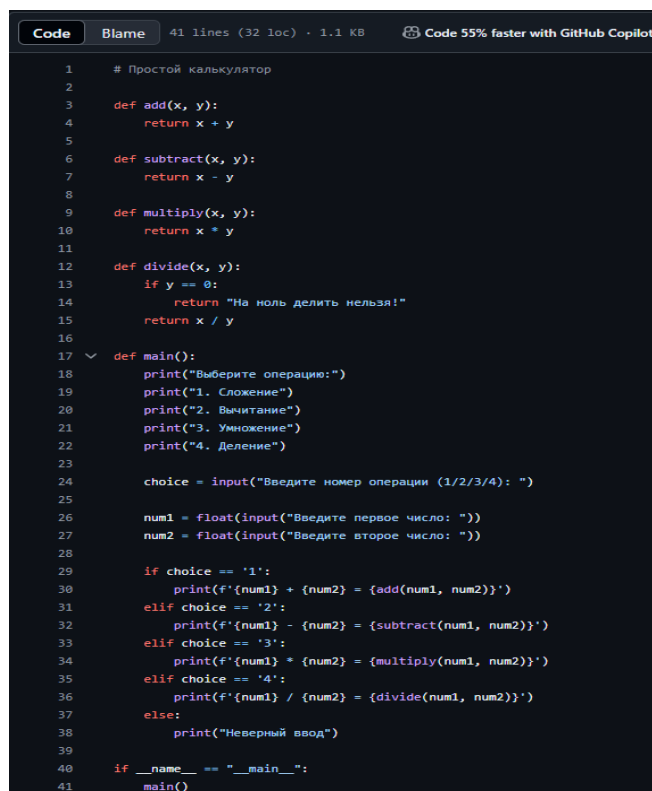 Code Blame 41 lines (32 loc) · 1.1 KB Code 55% faster with GitHub Copilot
1 # Простой калькулятор
2
3 def add(x, y):
4     return x + y
5
6 def subtract(x, y):
7     return x - y
8
9 def multiply(x, y):
10     return x * y
11
12 def divide(x, y):
13     if y == 0:
14         return "На ноль делить нельзя!"
15     return x / y
16
17 def main():
18     print("Выберите операцию:")
19     print("1. Сложение")
20     print("2. Вычитание")
21     print("3. Умножение")
22     print("4. Деление")
23
24     choice = input("Введите номер операции (1/2/3/4): ")
25
26     num1 = float(input("Введите первое число: "))
27     num2 = float(input("Введите второе число: "))
28
29     if choice == '1':
30         print(f'{num1} + {num2} = {add(num1, num2)}')
31     elif choice == '2':
32         print(f'{num1} - {num2} = {subtract(num1, num2)}')
33     elif choice == '3':
34         print(f'{num1} * {num2} = {multiply(num1, num2)}')
35     elif choice == '4':
36         print(f'{num1} / {num2} = {divide(num1, num2)}')
37     else:
38         print("Неверный ввод")
39
40 if __name__ == "__main__":
41     main()